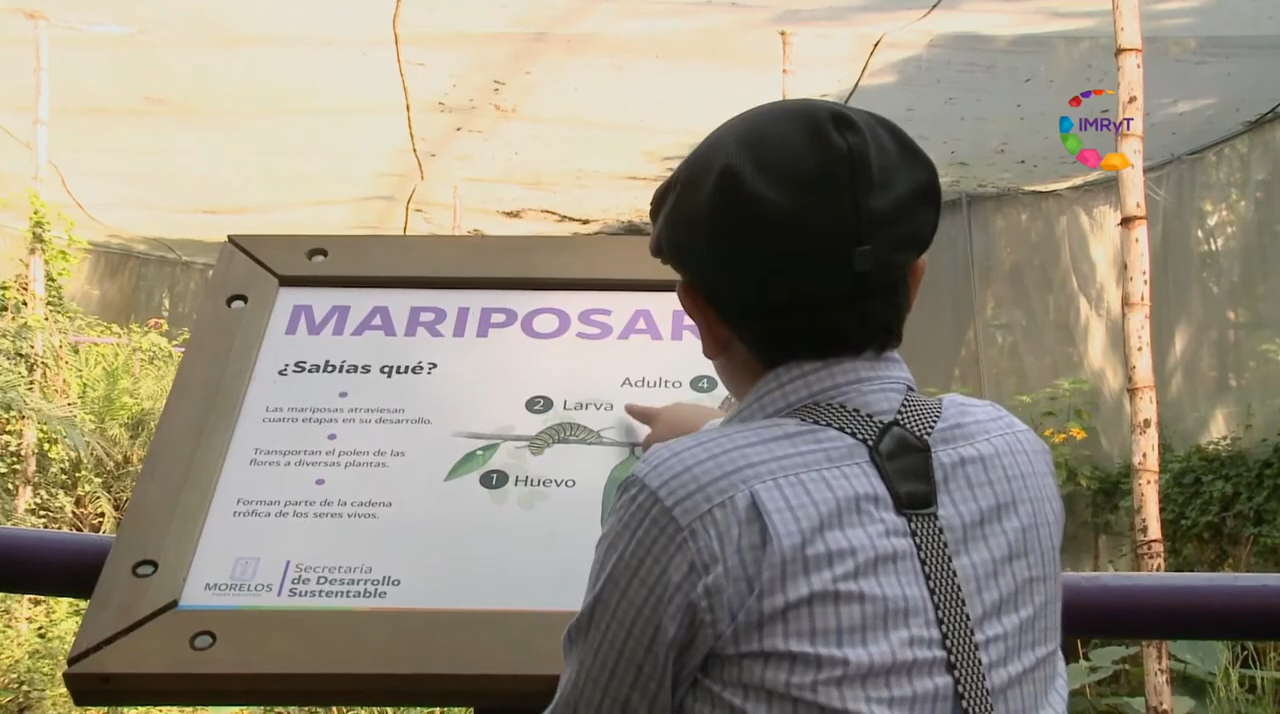 IMRyT
MARIPOSAR
¿Sabías qué?
Las mariposas atraviesan
cuatro etapas en su desarrollo.
Transportan el polen de las
flores a diversas plantas.
Forman parte de la cadena
trófica de los seres vivos.
Adulto 4
2 Larva
1 Huevo
MORELOS
Secretaría
de Desarrollo
Sustentable